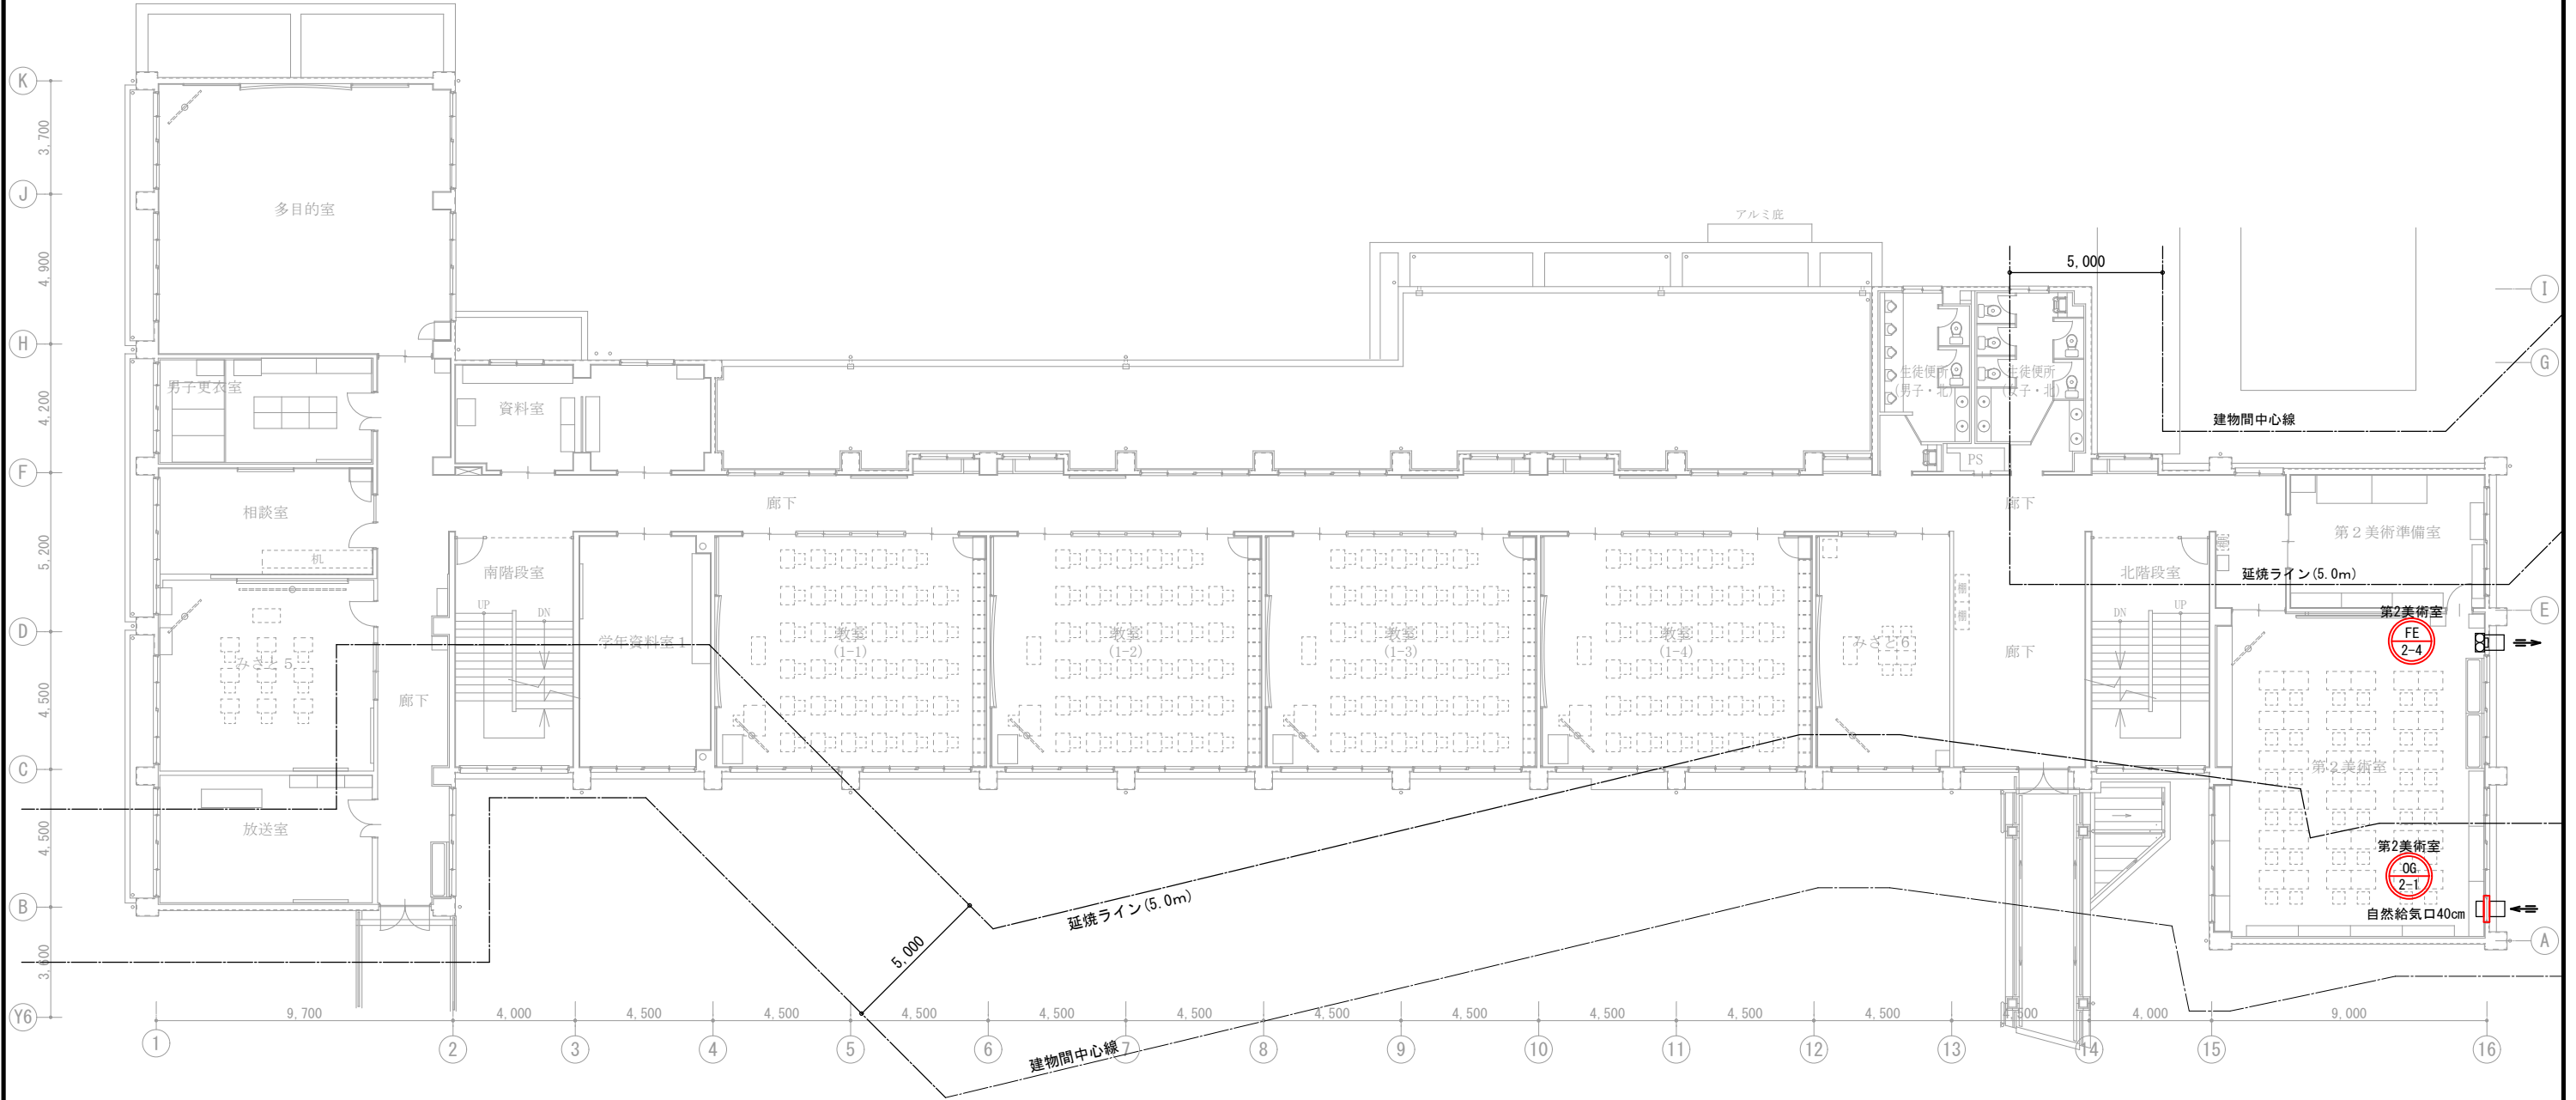 アルミ庇
K
3,700
J
多目的室
4,900
5,000
I
H
G
4,200
男子更衣室
資料室
生徒便所
(男子・北)
生徒便所
(女子・北)
建物間中心線
PS
F
相談室
廊下
廊下
第２美術準備室
5,200
机
南階段室
北階段室
延焼ライン(5.0m)
UP
DN
棚
棚
DN
UP
第2美術室
FE
2-4
E
D
みさと５
学年資料室１
教室
(1-1)
教室
(1-2)
教室
(1-3)
教室
(1-4)
みさと６
廊下
廊下
4,500
C
第２美術室
4,500
放送室
第2美術室
OG
2-1
自然給気口40cm
B
延焼ライン(5.0m)
5,000
A
3,600
建物間中心線
Y6
9,700
4,000
4,500
4,500
4,500
4,500
4,500
4,500
4,500
4,500
4,500
4,500
4,500
4,000
9,000
1
2
3
4
5
6
7
8
9
10
11
12
13
14
15
16